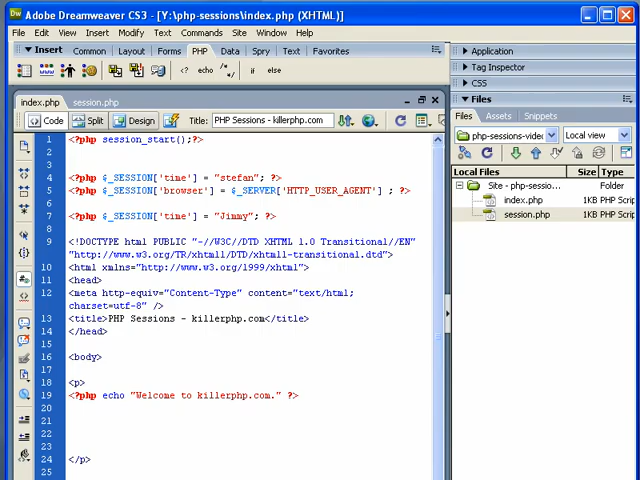 Adobe Dreamweaver CS3 - [Y:\php-sessions\index.php (XHTML)]
File Edit View Insert Modify Text Commands Site Window Help
Insert Common Layout Forms PHP Data Spry Text Favorites
<? echo /* */ if else
index.php session.php
Code Split Design Title: PHP Sessions - killerphp.com
1 <?php session_start();?>
2
3
4 <?php $_SESSION['time'] = "stefan"; ?>
5 <?php $_SESSION['browser'] = $_SERVER['HTTP_USER_AGENT'] ; ?>
6
7 <?php $_SESSION['time'] = "Jimmy"; ?>
8
9 <!DOCTYPE html PUBLIC "-//W3C//DTD XHTML 1.0 Transitional//EN"
"http://www.w3.org/TR/xhtml1/DTD/xhtml1-transitional.dtd">
10 <html xmlns="http://www.w3.org/1999/xhtml">
11 <head>
12 <meta http-equiv="Content-Type" content="text/html;
charset=utf-8" />
13 <title>PHP Sessions - killerphp.com</title>
14 </head>
15
16 <body>
17
18 <p>
19 <?php echo "Welcome to killerphp.com." ?>
20
21
22
23
24 </p>
25
Application
Tag Inspector
CSS
Files
Files Assets Snippets
php-sessions-videc Local view
Local Files Size Type
Site - php-sessio... Folder
index.php 1KB PHP Scri
session.php 1KB PHP Scri